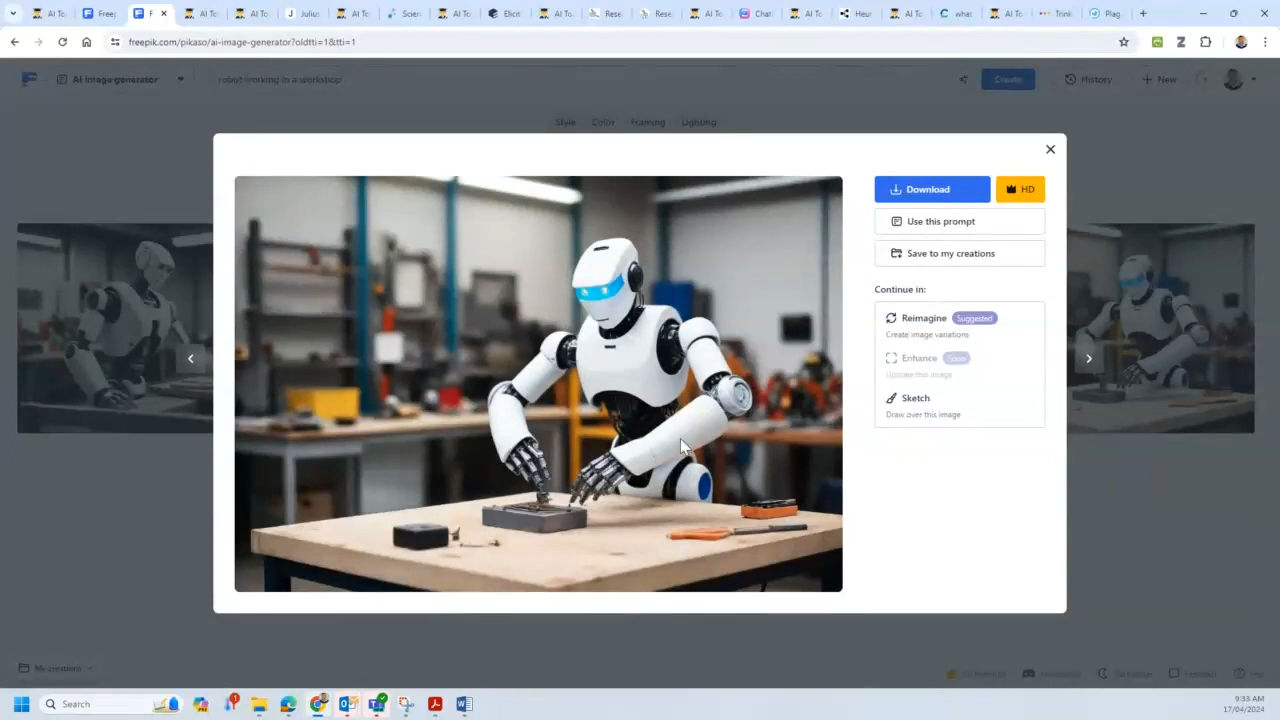 AI To
Freep
F
AI To
AI To
Julius
AI To
Scien
AI To
Elicit
AI To
Rese
Rese
AI To
Chat
AI To
Heur
AI To
what
AI To
Trink
Plag
freepik.com/pikaso/ai-image-generator?oldtti=1&tti=1
AI image generator
robot working in a workshop
Create
History
New
Style
Color
Framing
Lighting
Download
HD
Use this prompt
Save to my creations
Continue in:
Reimagine Suggested
Create image variations
Enhance Soon
Upscale this image
Sketch
Draw over this image
My creations
Search
9:33 AM
17/04/2024